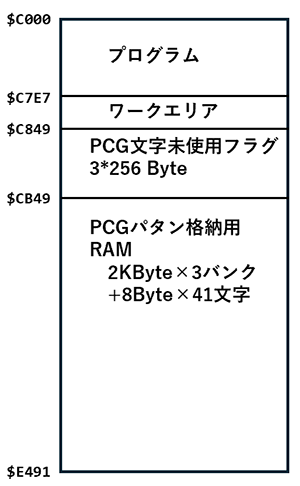 $C000
プログラム
$C7E7
ワークエリア
$C849
PCG文字未使用フラグ
3*256 Byte
$CB49
PCGパタン格納用
RAM
2KByte×3バンク
+8Byte×41文字
$E491